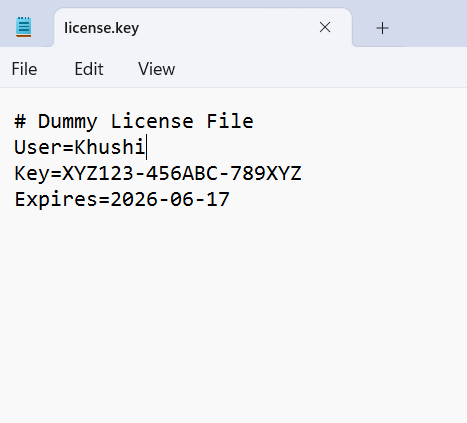 license.key
File Edit View
# Dummy License File
User=Khushi
Key=XYZ123-456ABC-789XYZ
Expires=2026-06-17